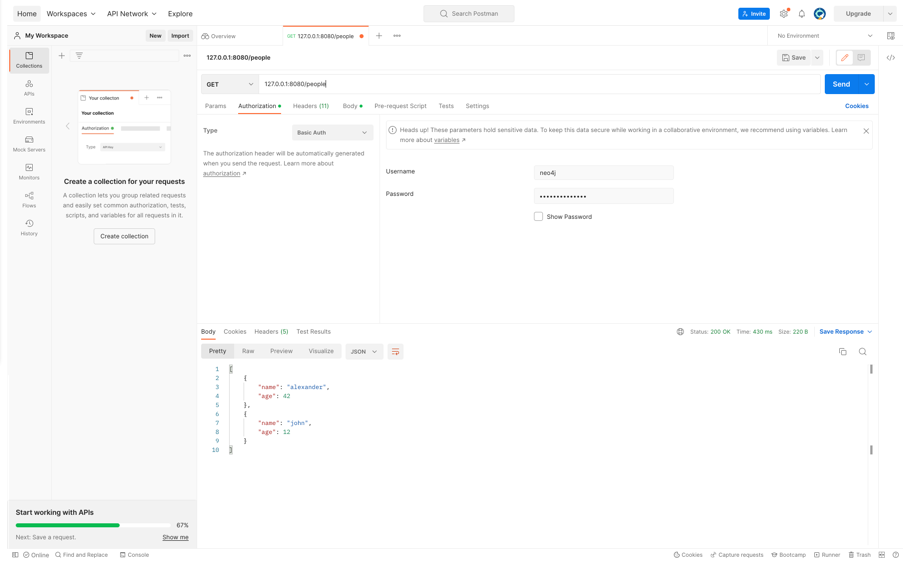 Home Workspaces API Network Explore Search Postman Invite Upgrade
My Workspace New Import Overview GET 127.0.0.1:8080/people No Environment
Collections
APIs
Environments
Mock Servers
Monitors
Flows
History
Your collection
Your collection
Authorization
Type API Key
Create a collection for your requests
A collection lets you group related requests
and easily set common authorization, tests,
scripts, and variables for all requests in it.
Create collection
Start working with APIs
67%
Next: Save a request. Show me
127.0.0.1:8080/people Save
GET 127.0.0.1:8080/people Send
Params Authorization Headers (11) Body Pre-request Script Tests Settings Cookies
Type Basic Auth
The authorization header will be automatically generated
when you send the request. Learn more about
authorization ↗
Heads up! These parameters hold sensitive data. To keep this data secure while working in a collaborative environment, we recommend using variables. Learn
more about variables ↗
Username neo4j
Password ••••••••••••••
Show Password
Body Cookies Headers (5) Test Results Status: 200 OK Time: 430 ms Size: 220 B Save Response
Pretty Raw Preview Visualize JSON
1 [
2 {
3 "name": "alexander",
4 "age": 42
5 },
6 {
7 "name": "john",
8 "age": 12
9 }
10 ]
Online Find and Replace Console Cookies Capture requests Bootcamp Runner Trash